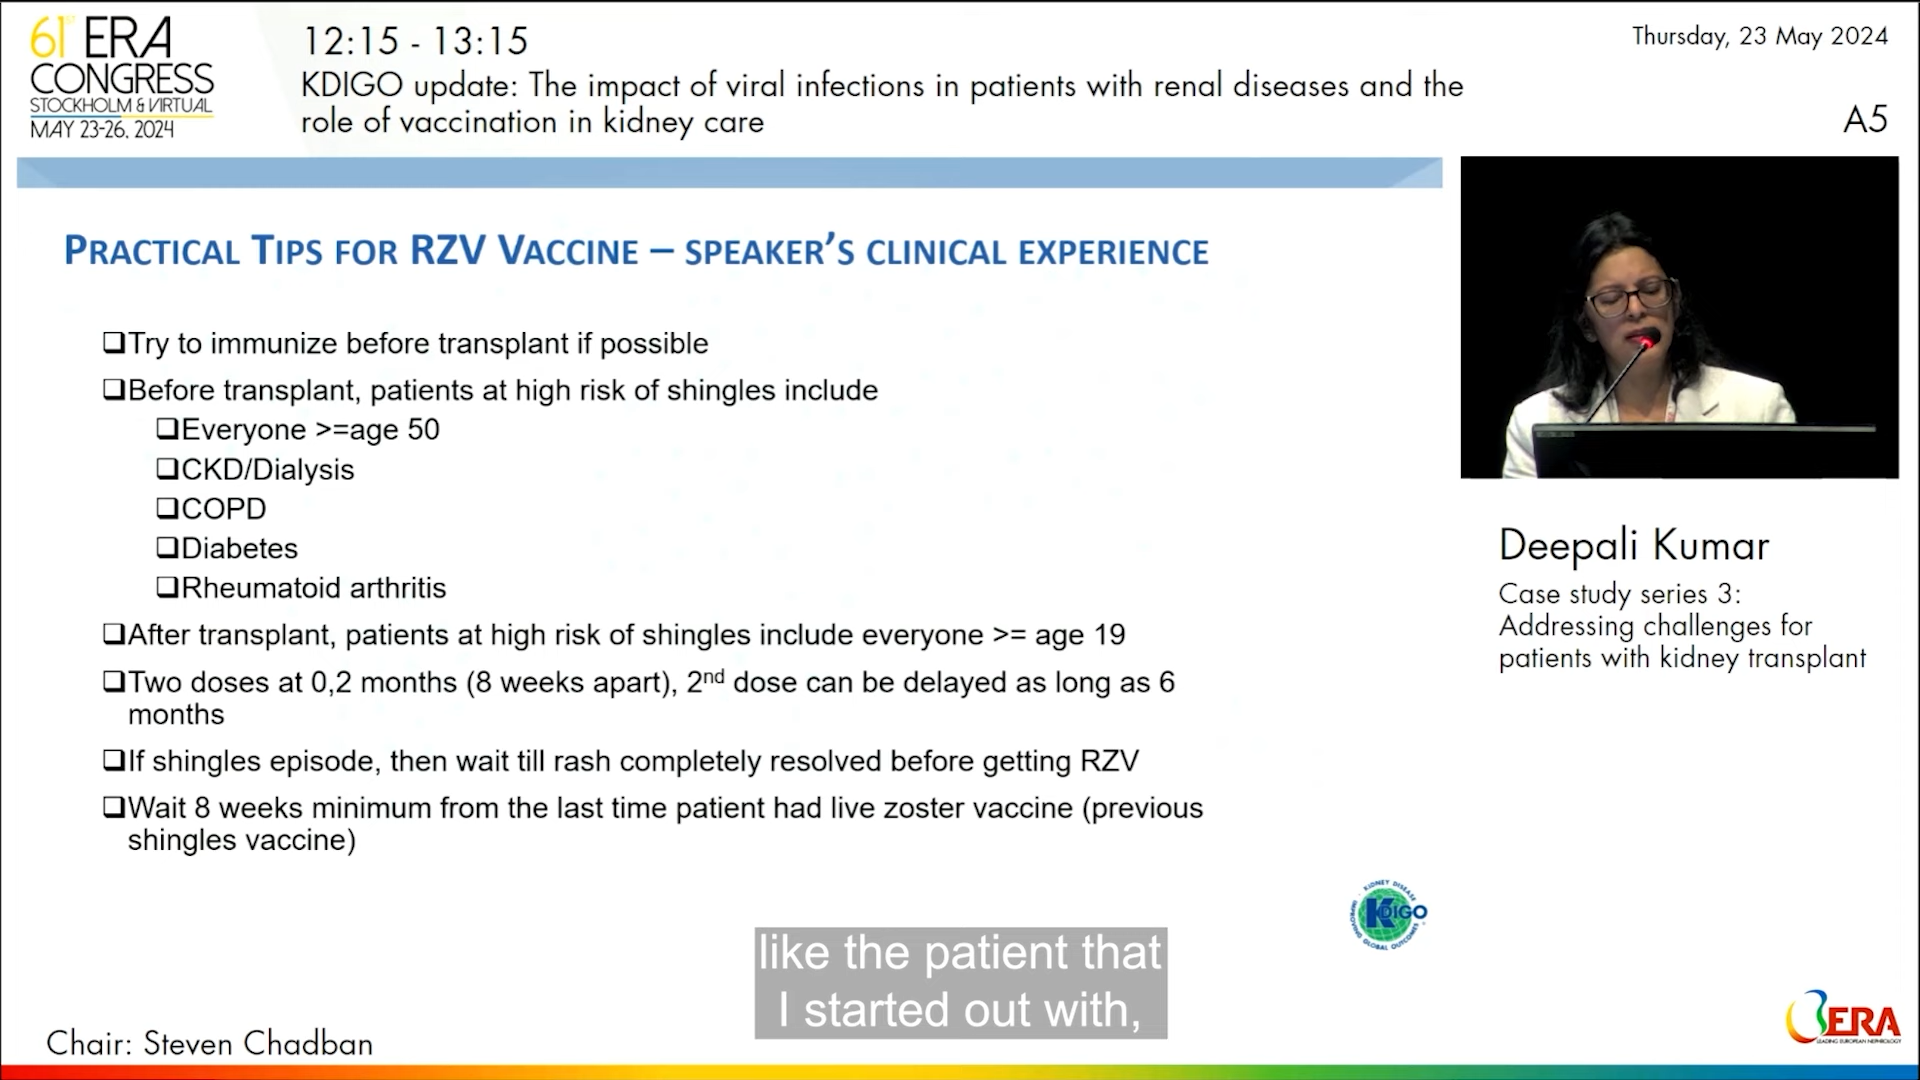 61ST ERA
CONGRESS
STOCKHOLM & VIRTUAL
MAY 23-26, 2024
12:15 - 13:15
KDIGO update: The impact of viral infections in patients with renal diseases and the
role of vaccination in kidney care
Thursday, 23 May 2024
A5
PRACTICAL TIPS FOR RZV VACCINE – SPEAKER'S CLINICAL EXPERIENCE
❑Try to immunize before transplant if possible
❑Before transplant, patients at high risk of shingles include
❑Everyone >=age 50
❑CKD/Dialysis
❑COPD
❑Diabetes
❑Rheumatoid arthritis
❑After transplant, patients at high risk of shingles include everyone >= age 19
❑Two doses at 0,2 months (8 weeks apart), 2nd dose can be delayed as long as 6
months
❑If shingles episode, then wait till rash completely resolved before getting RZV
❑Wait 8 weeks minimum from the last time patient had live zoster vaccine (previous
shingles vaccine)
Deepali Kumar
Case study series 3:
Addressing challenges for
patients with kidney transplant
KIDNEY DISEASE
KDIGO
IMPROVING GLOBAL OUTCOMES
like the patient that
I started out with,
Chair: Steven Chadban
ERA
LEADING EUROPEAN NEPHROLOGY